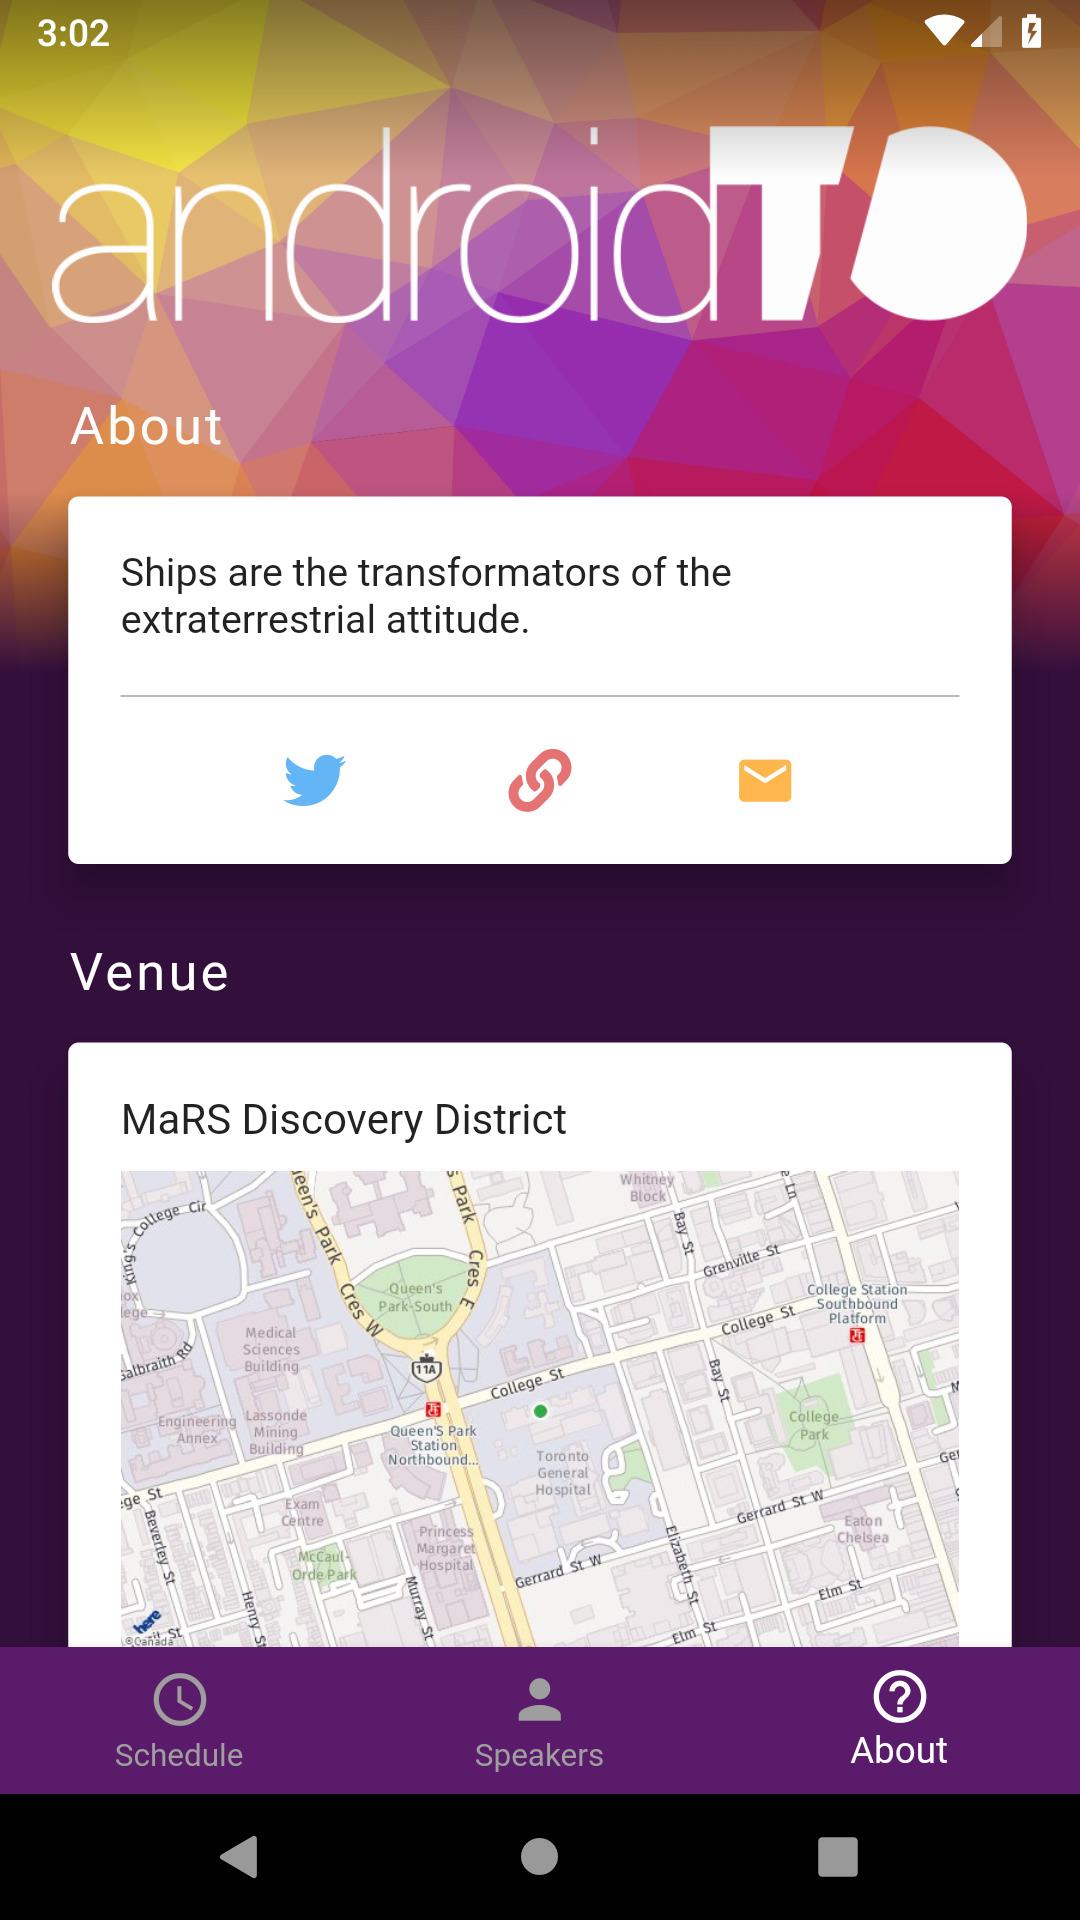 3:02
androidTO
About
Ships are the transformators of the
extraterrestrial attitude.
Venue
MaRS Discovery District
King's College Cir
Queen's Park
Cres W
Park
Cres E
Whitney
Block
Bay St
Grenville St
College Station
Southbound
Platform
Queen's
Park-South
College St
Medical
Sciences
Building
Galbraith Rd
11A
College St
Bay St
Engineering
Annex
Lassonde
Mining
Building
Queen'S Park
Station
Northbound...
College
Park
Toronto
General
Hospital
ge St
Beverley St
Exam
Centre
Gerrard St W
Eaton
Chelsea
Princess
Margaret
Hospital
McCaul-
Orde Park
Gerrard St W
Elizabeth St
Elm St
Murray St
Henry St
here
©Canada
Elm St
Schedule
Speakers
About